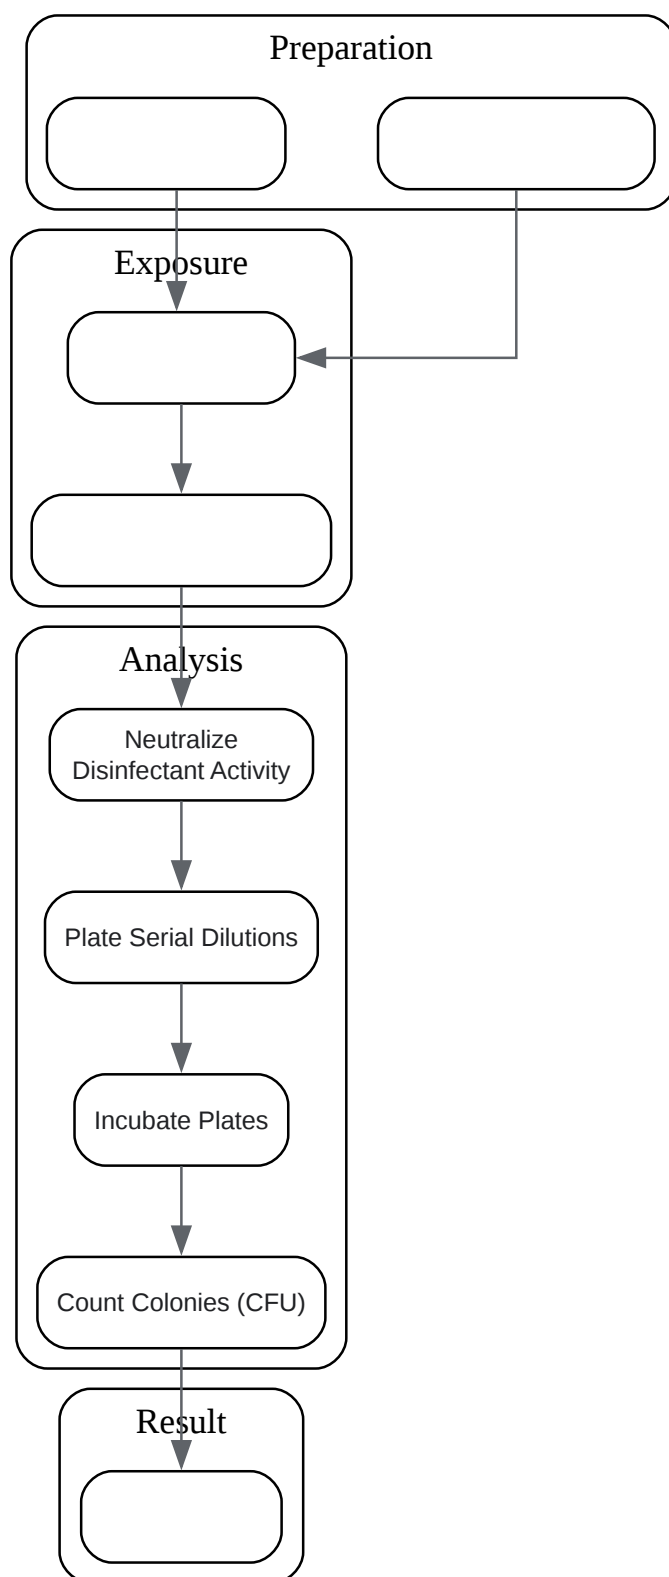 Preparation
Exposure
Analysis
Neutralize
Disinfectant Activity
Plate Serial Dilutions
Incubate Plates
Count Colonies (CFU)
Result